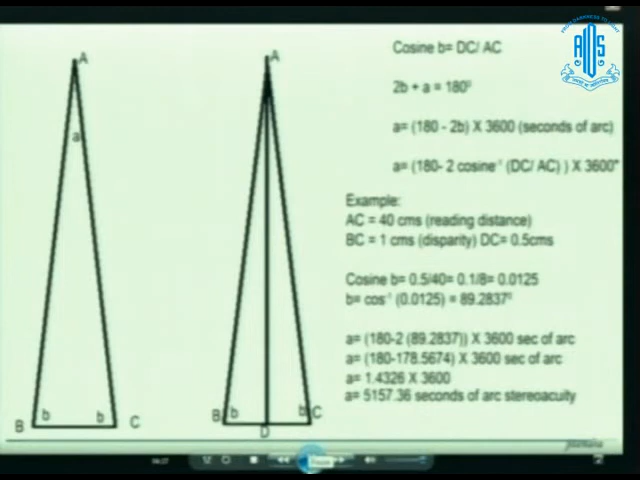 A
a
B
b
b
C
A
B
b
b
C
D
Cosine b= DC/ AC
2b + a = 180⁰
a= (180 - 2b) X 3600 (seconds of arc)
a= (180- 2 cosine⁻¹ (DC/ AC) ) X 3600"
Example:
AC = 40 cms (reading distance)
BC = 1 cms (disparity) DC= 0.5cms
Cosine b= 0.5/40= 0.1/8= 0.0125
b= cos⁻¹ (0.0125) = 89.2837⁰
a= (180-2 (89.2837)) X 3600 sec of arc
a= (180-178.5674) X 3600 sec of arc
a= 1.4326 X 3600
a= 5157.36 seconds of arc stereoacuity
AIOS